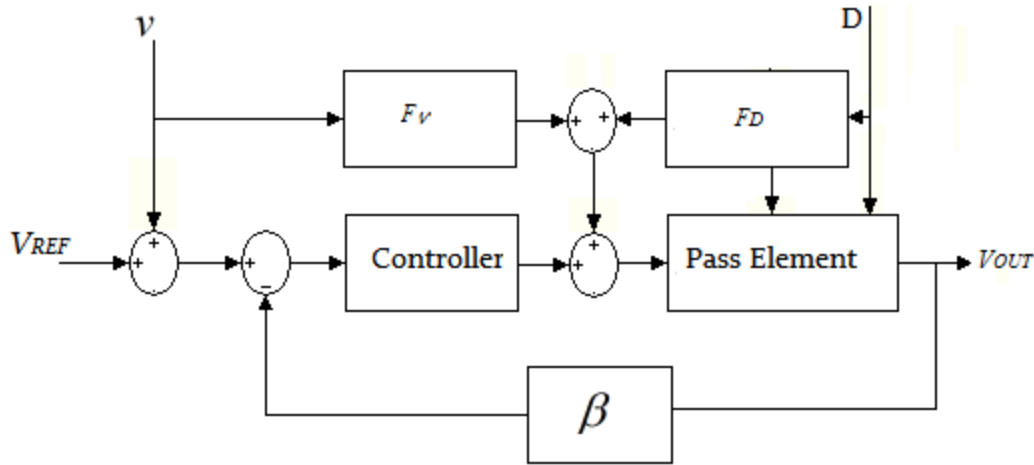 v
D
+
FV
+
+
FD
VREF
+
+
+
−
Controller
+
+
Pass Element
VOUT
β